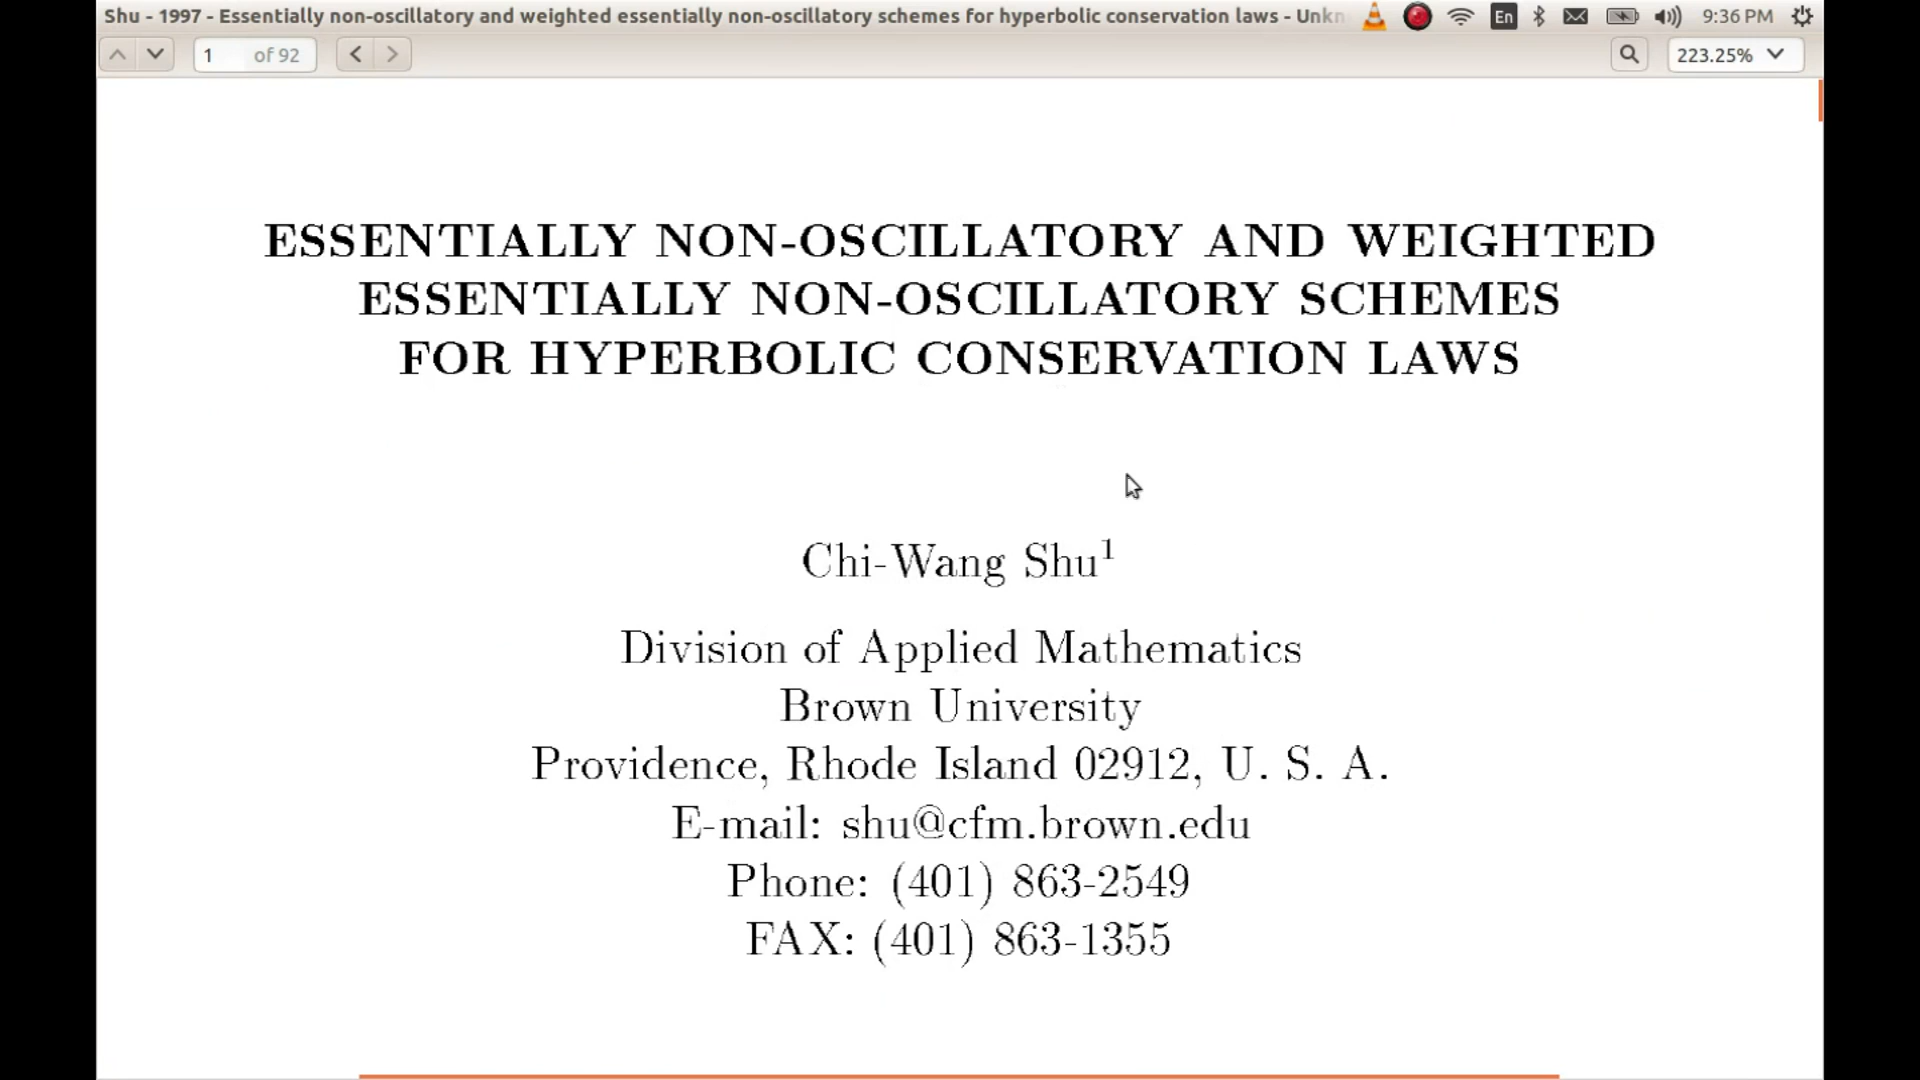 Shu - 1997 - Essentially non-oscillatory and weighted essentially non-oscillatory schemes for hyperbolic conservation laws - Unkn
En
9:36 PM
1 of 92
223.25%
ESSENTIALLY NON-OSCILLATORY AND WEIGHTED
ESSENTIALLY NON-OSCILLATORY SCHEMES
FOR HYPERBOLIC CONSERVATION LAWS
Chi-Wang Shu¹
Division of Applied Mathematics
Brown University
Providence, Rhode Island 02912, U. S. A.
E-mail: shu@cfm.brown.edu
Phone: (401) 863-2549
FAX: (401) 863-1355